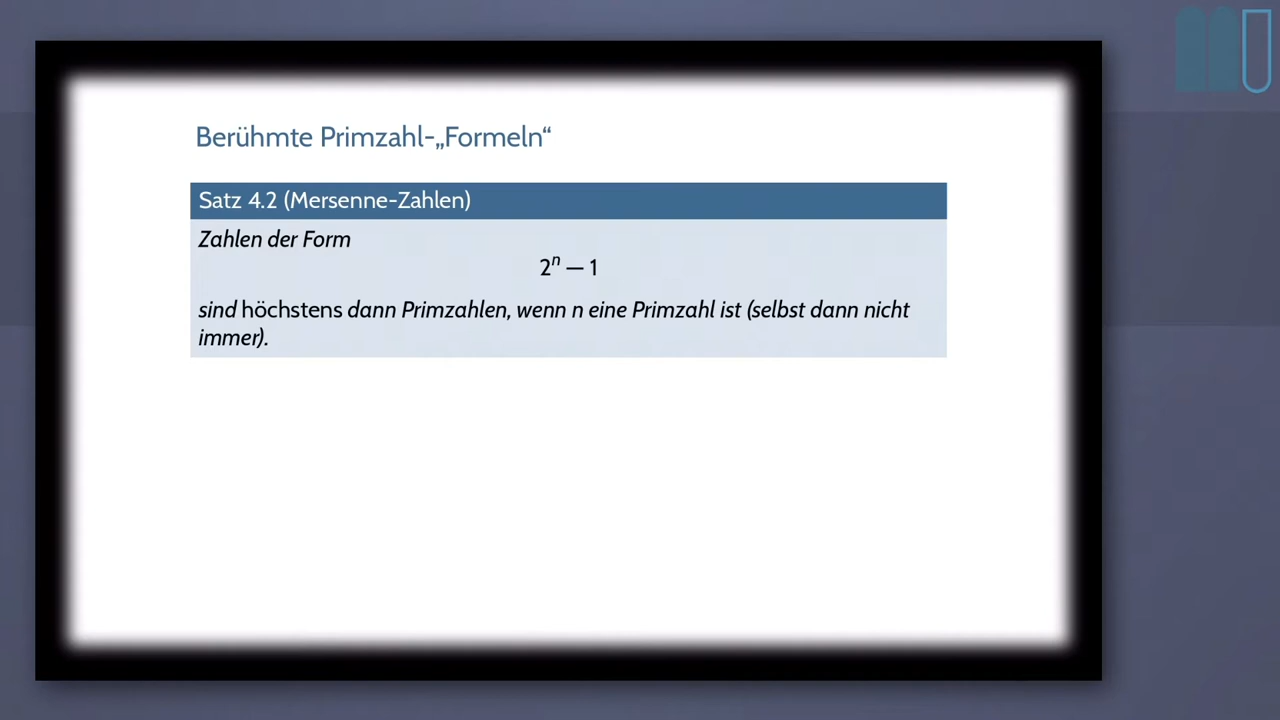 Berühmte Primzahl-„Formeln“
Satz 4.2 (Mersenne-Zahlen)
Zahlen der Form
2ⁿ — 1
sind höchstens dann Primzahlen, wenn n eine Primzahl ist (selbst dann nicht
immer).